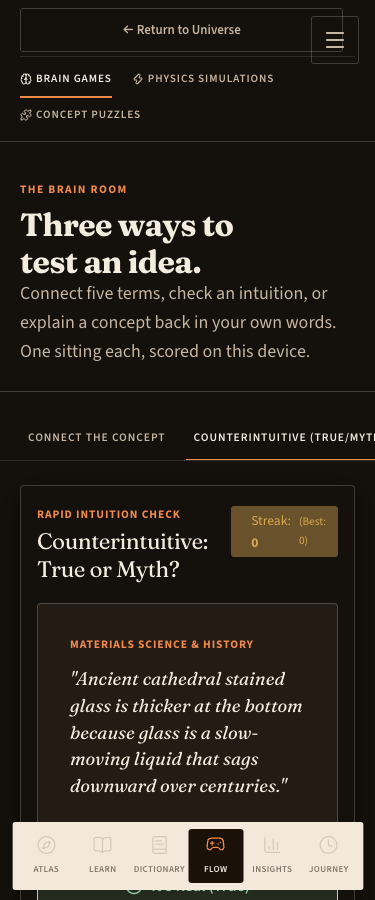 ← Return to Universe
BRAIN GAMES
PHYSICS SIMULATIONS
CONCEPT PUZZLES
THE BRAIN ROOM
Three ways to
test an idea.
Connect five terms, check an intuition, or
explain a concept back in your own words.
One sitting each, scored on this device.
CONNECT THE CONCEPT
COUNTERINTUITIVE (TRUE/MYT
RAPID INTUITION CHECK
Counterintuitive:
True or Myth?
Streak: 0
(Best: 0)
MATERIALS SCIENCE & HISTORY
"Ancient cathedral stained
glass is thicker at the bottom
because glass is a slow-
moving liquid that sags
downward over centuries."
ATLAS
LEARN
DICTIONARY
FLOW
INSIGHTS
JOURNEY